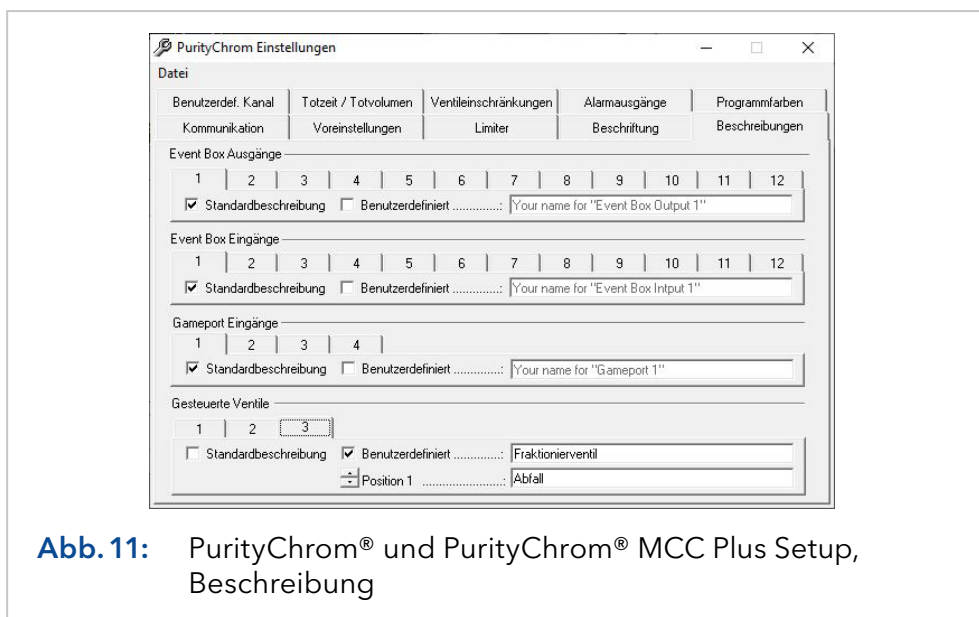 PurityChrom Einstellungen
Datei
Benutzerdef. Kanal Totzeit / Totvolumen Ventileinschränkungen Alarmausgänge Programmfarben
Kommunikation Voreinstellungen Limiter Beschriftung Beschreibungen
Event Box Ausgänge
1 2 3 4 5 6 7 8 9 10 11 12
Standardbeschreibung Benutzerdefiniert .............: Your name for "Event Box Output 1"
Event Box Eingänge
1 2 3 4 5 6 7 8 9 10 11 12
Standardbeschreibung Benutzerdefiniert .............: Your name for "Event Box Intput 1"
Gameport Eingänge
1 2 3 4
Standardbeschreibung Benutzerdefiniert .............: Your name for "Gameport 1"
Gesteuerte Ventile
1 2 3
Standardbeschreibung Benutzerdefiniert .............: Fraktionierventil
Position 1 ......................: Abfall
Abb. 11: PurityChrom® und PurityChrom® MCC Plus Setup,
Beschreibung